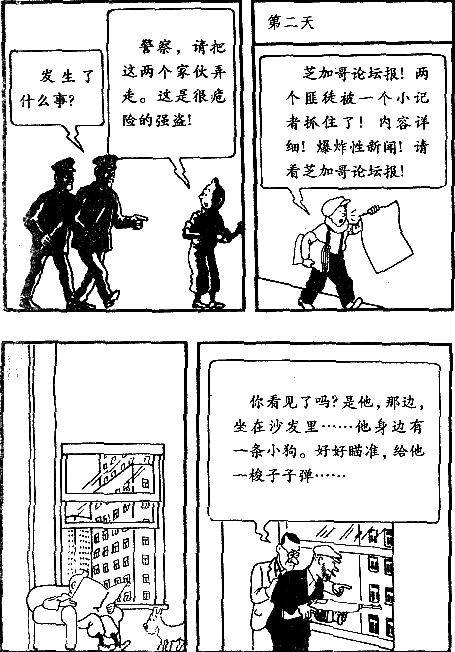 发生了
什么事?
警察，请把
这两个家伙弄
走。这是很危
险的强盗!
第二天
芝加哥论坛报! 两
个匪徒被一个小记
者抓住了! 内容详
细! 爆炸性新闻! 请
看芝加哥论坛报!
你看见了吗? 是他，那边，
坐在沙发里……他身边有
一条小狗。好好瞄准，给他
一梭子子弹……